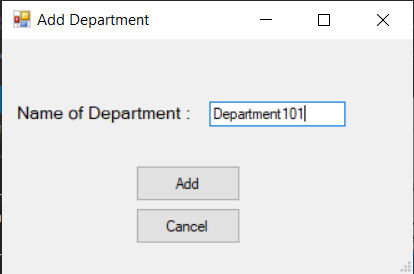 Add Department
Name of Department : Department101
Add
Cancel